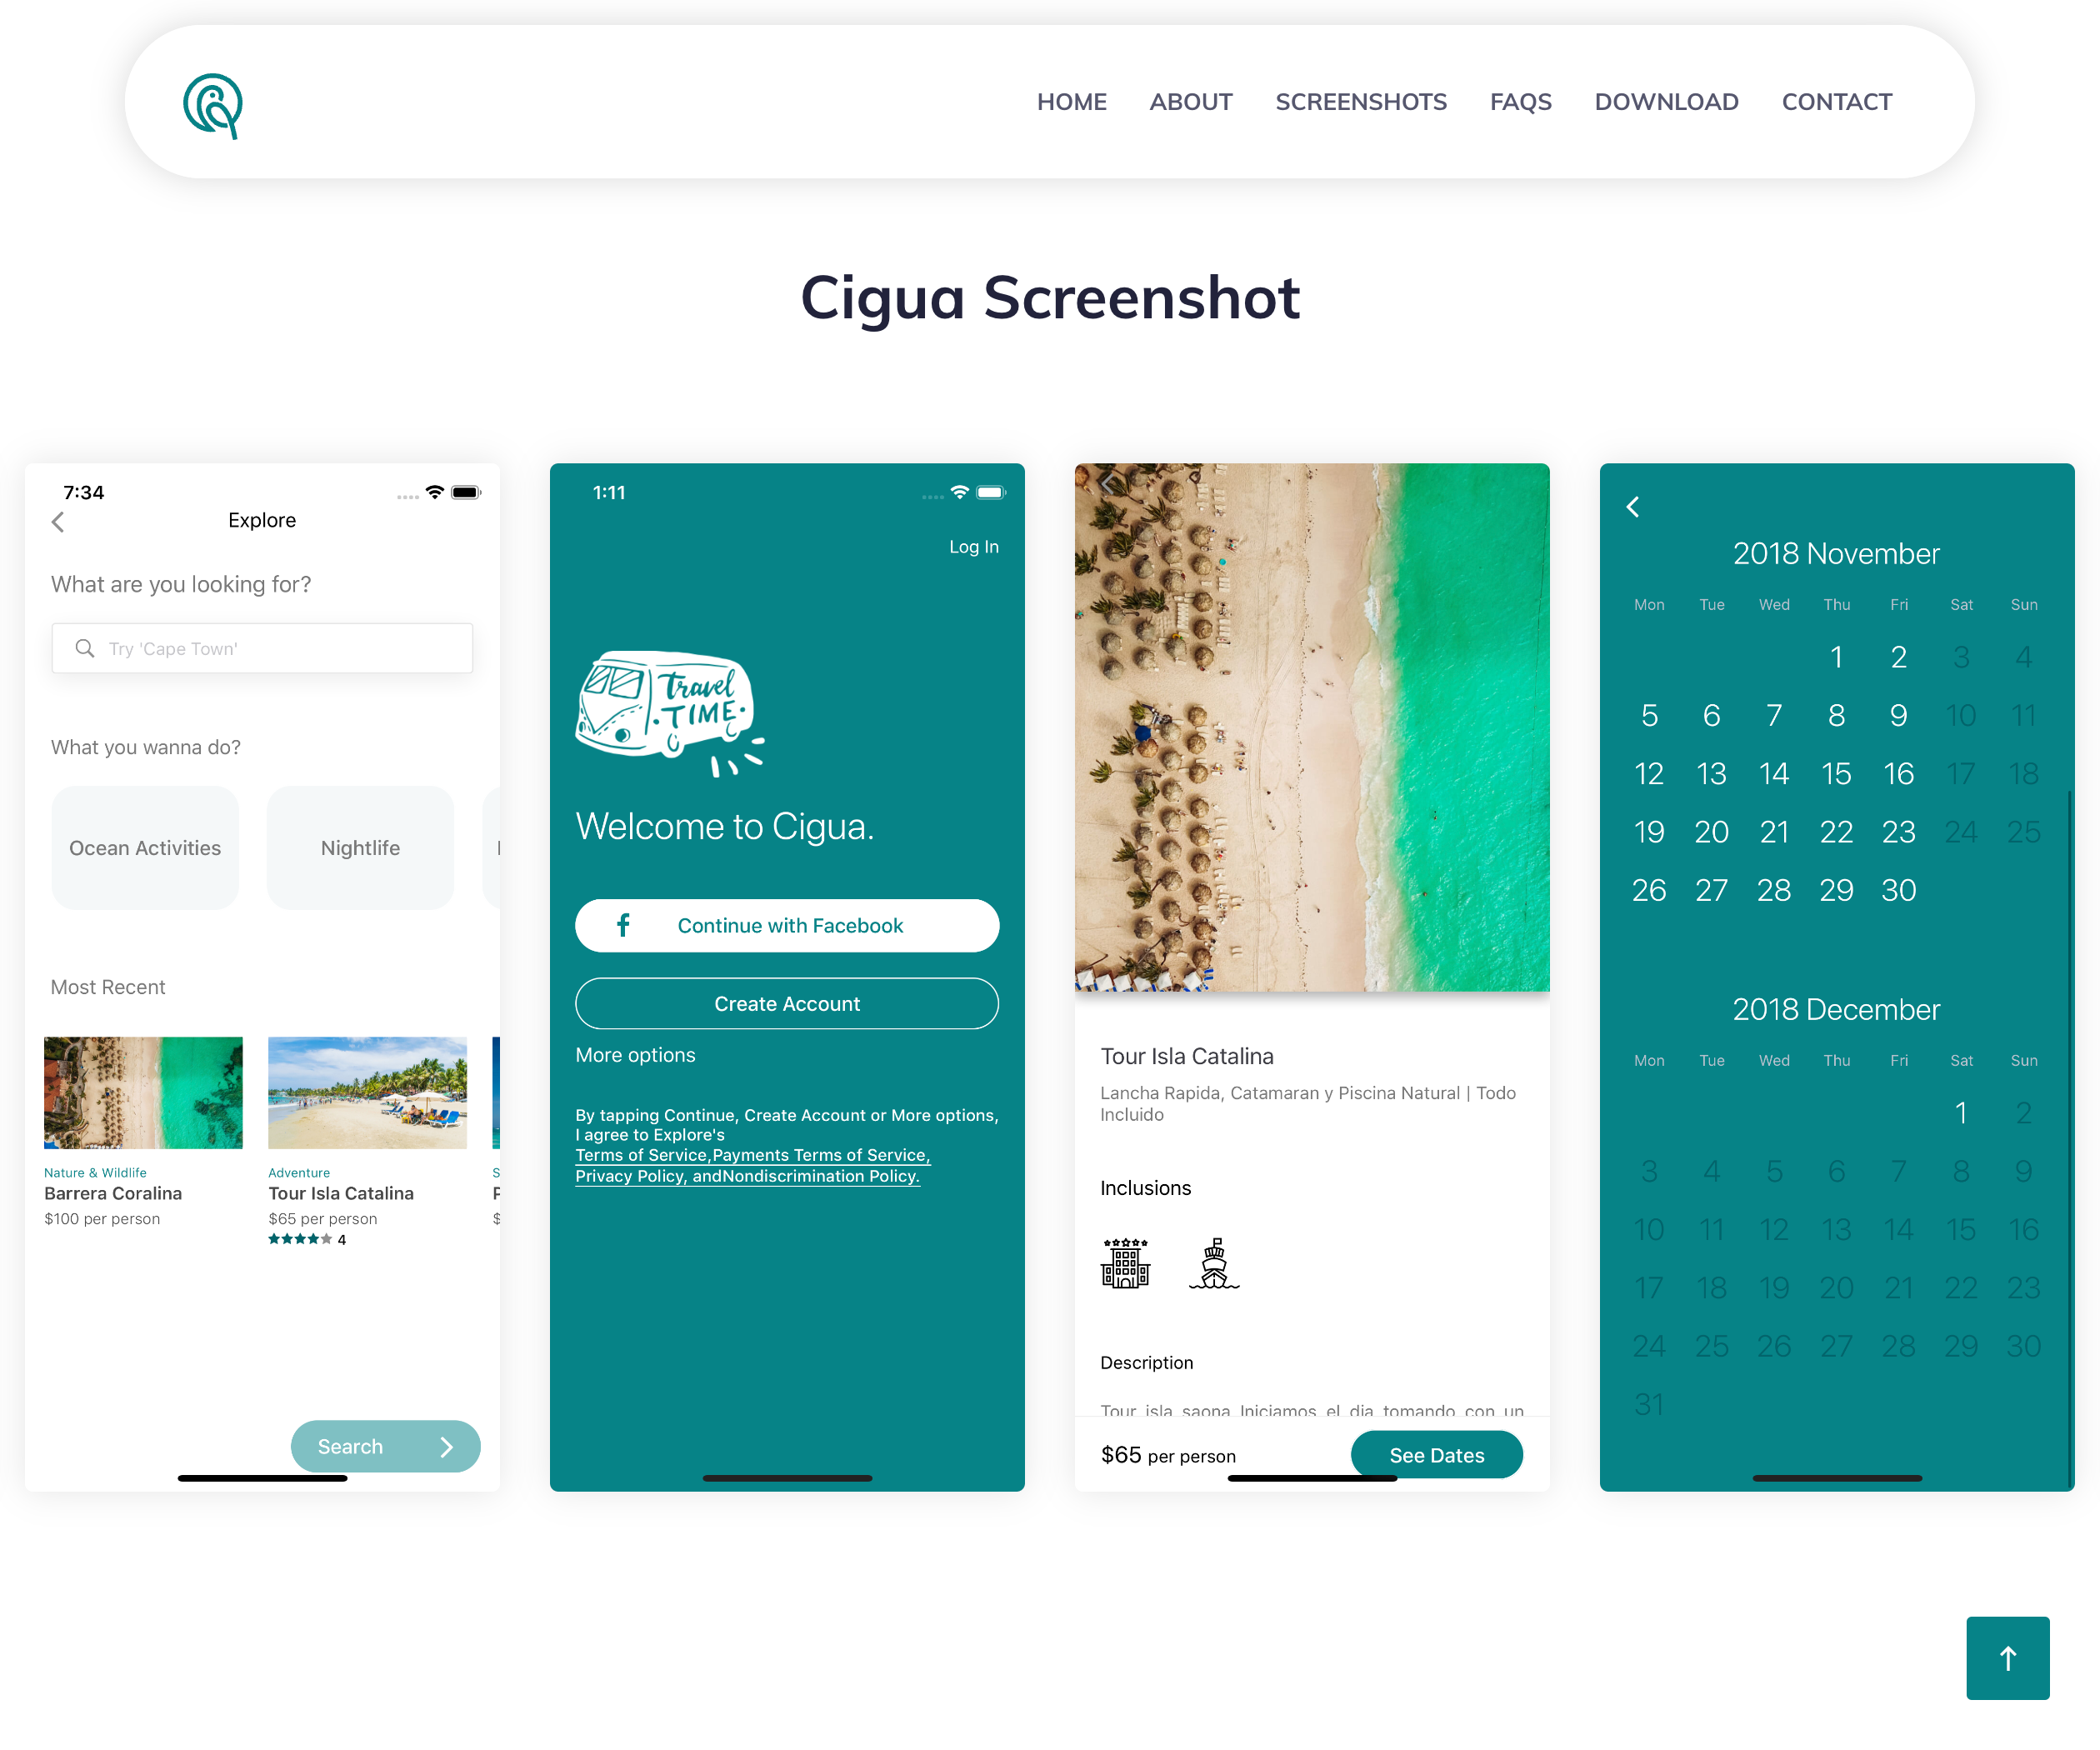 HOME ABOUT SCREENSHOTS FAQS DOWNLOAD CONTACT
Cigua Screenshot
7:34
Explore
What are you looking for?
Try 'Cape Town'
What you wanna do?
Ocean Activities
Nightlife
Most Recent
Nature & Wildlife
Barrera Coralina
$100 per person
Adventure
Tour Isla Catalina
$65 per person
4
S
$
Search
1:11
Log In
Travel
TIME
Welcome to Cigua.
Continue with Facebook
Create Account
More options
By tapping Continue, Create Account or More options,
I agree to Explore's
Terms of Service,Payments Terms of Service,
Privacy Policy, andNondiscrimination Policy.
Tour Isla Catalina
Lancha Rapida, Catamaran y Piscina Natural | Todo
Incluido
Inclusions
Description
Tour isla saona Iniciamos el dia tomando con un
$65 per person
See Dates
2018 November
Mon Tue Wed Thu Fri Sat Sun
1 2 3 4
5 6 7 8 9 10 11
12 13 14 15 16 17 18
19 20 21 22 23 24 25
26 27 28 29 30
2018 December
Mon Tue Wed Thu Fri Sat Sun
1 2
3 4 5 6 7 8 9
10 11 12 13 14 15 16
17 18 19 20 21 22 23
24 25 26 27 28 29 30
31